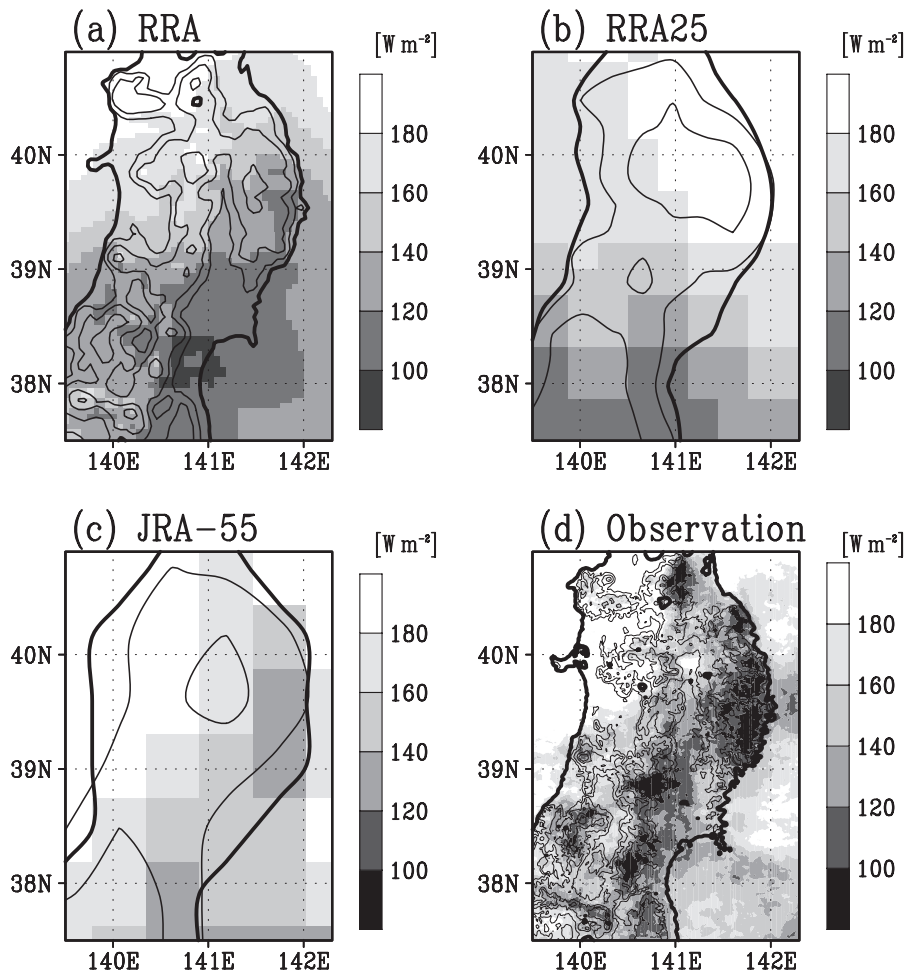 (a) RRA
[W m⁻²]
180
160
140
120
100
40N
39N
38N
140E 141E 142E
(b) RRA25
[W m⁻²]
180
160
140
120
100
40N
39N
38N
140E 141E 142E
(c) JRA-55
[W m⁻²]
180
160
140
120
100
40N
39N
38N
140E 141E 142E
(d) Observation
[W m⁻²]
180
160
140
120
100
40N
39N
38N
140E 141E 142E